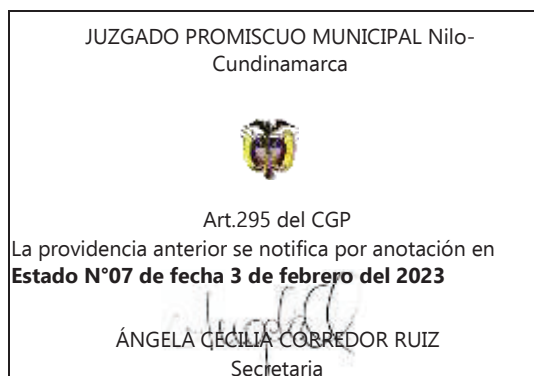 JUZGADO PROMISCUO MUNICIPAL Nilo-
Cundinamarca
Art.295 del CGP
La providencia anterior se notifica por anotación en
Estado N°07 de fecha 3 de febrero del 2023
ÁNGELA CECILIA CORREDOR RUIZ
Secretaria